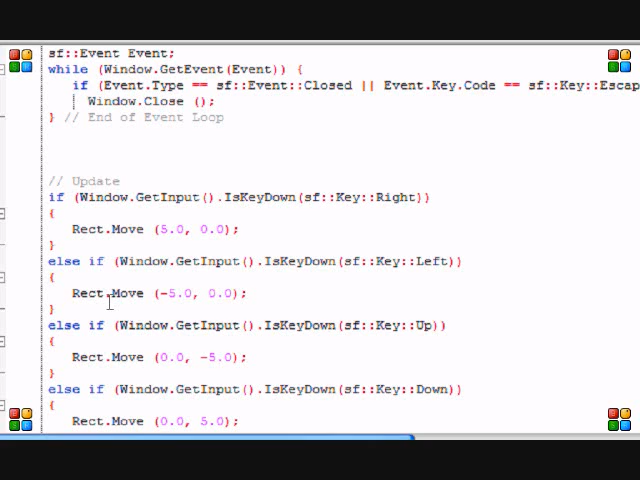 sf::Event Event;
while (Window.GetEvent(Event)) {
if (Event.Type == sf::Event::Closed || Event.Key.Code == sf::Key::Escap
Window.Close ();
} // End of Event Loop
// Update
if (Window.GetInput().IsKeyDown(sf::Key::Right))
{
Rect.Move (5.0, 0.0);
}
else if (Window.GetInput().IsKeyDown(sf::Key::Left))
{
Rect.Move (-5.0, 0.0);
}
else if (Window.GetInput().IsKeyDown(sf::Key::Up))
{
Rect.Move (0.0, -5.0);
}
else if (Window.GetInput().IsKeyDown(sf::Key::Down))
{
Rect.Move (0.0, 5.0);